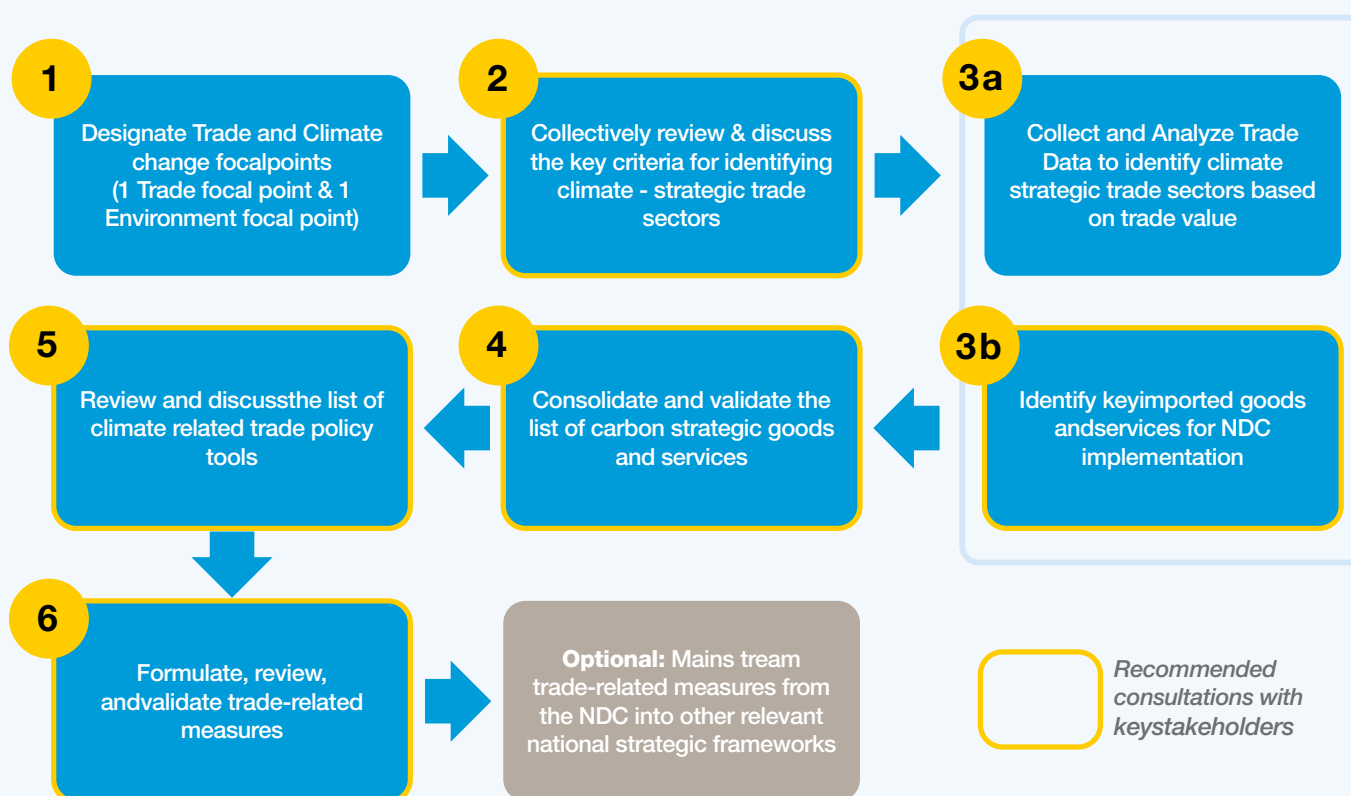 1
Designate Trade and Climate
change focalpoints
(1 Trade focal point & 1
Environment focal point)
2
Collectively review & discuss
the key criteria for identifying
climate - strategic trade
sectors
3a
Collect and Analyze Trade
Data to identify climate
strategic trade sectors based
on trade value
3b
Identify keyimported goods
andservices for NDC
implementation
4
Consolidate and validate the
list of carbon strategic goods
and services
5
Review and discussthe list of
climate related trade policy
tools
6
Formulate, review,
andvalidate trade-related
measures
Optional: Mains tream
trade-related measures from
the NDC into other relevant
national strategic frameworks
Recommended
consultations with
keystakeholders